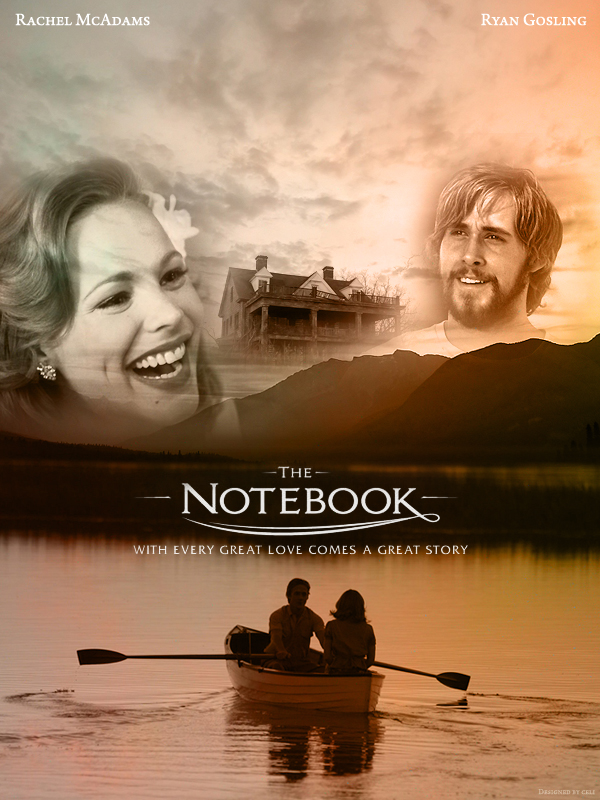 Rachel McAdams
Ryan Gosling
The
Notebook
WITH EVERY GREAT LOVE COMES A GREAT STORY